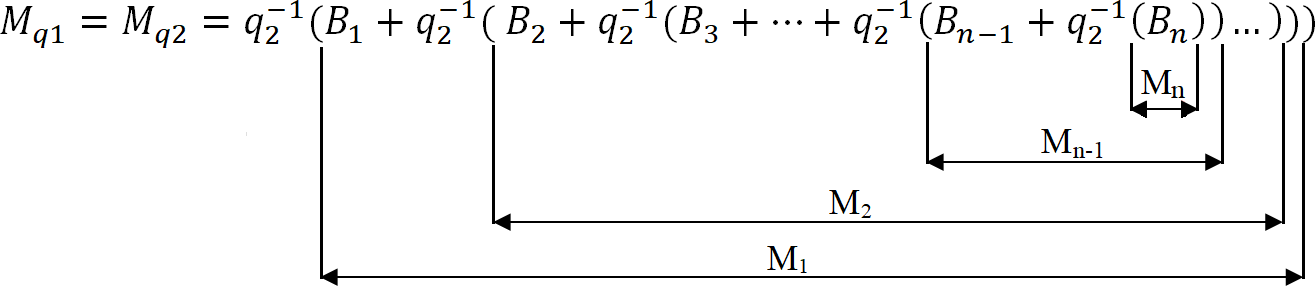 M_{q1} = M_{q2} = q_2^{-1}(B_1 + q_2^{-1}( B_2 + q_2^{-1}(B_3 + ⋯ + q_2^{-1}(B_{n−1} + q_2^{-1}(B_n)) … )))
M_n
M_{n-1}
M_2
M_1